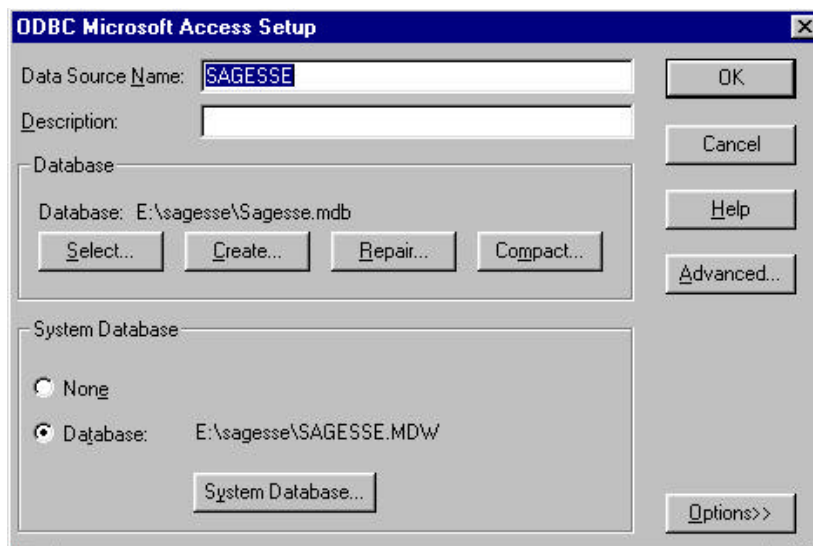 ODBC Microsoft Access Setup
Data Source Name: SAGESSE
OK
Description:
Cancel
Database
Database: E:\sagesse\Sagesse.mdb
Help
Select... Create... Repair... Compact...
Advanced...
System Database
None
Database: E:\sagesse\SAGESSE.MDW
System Database...
Options>>